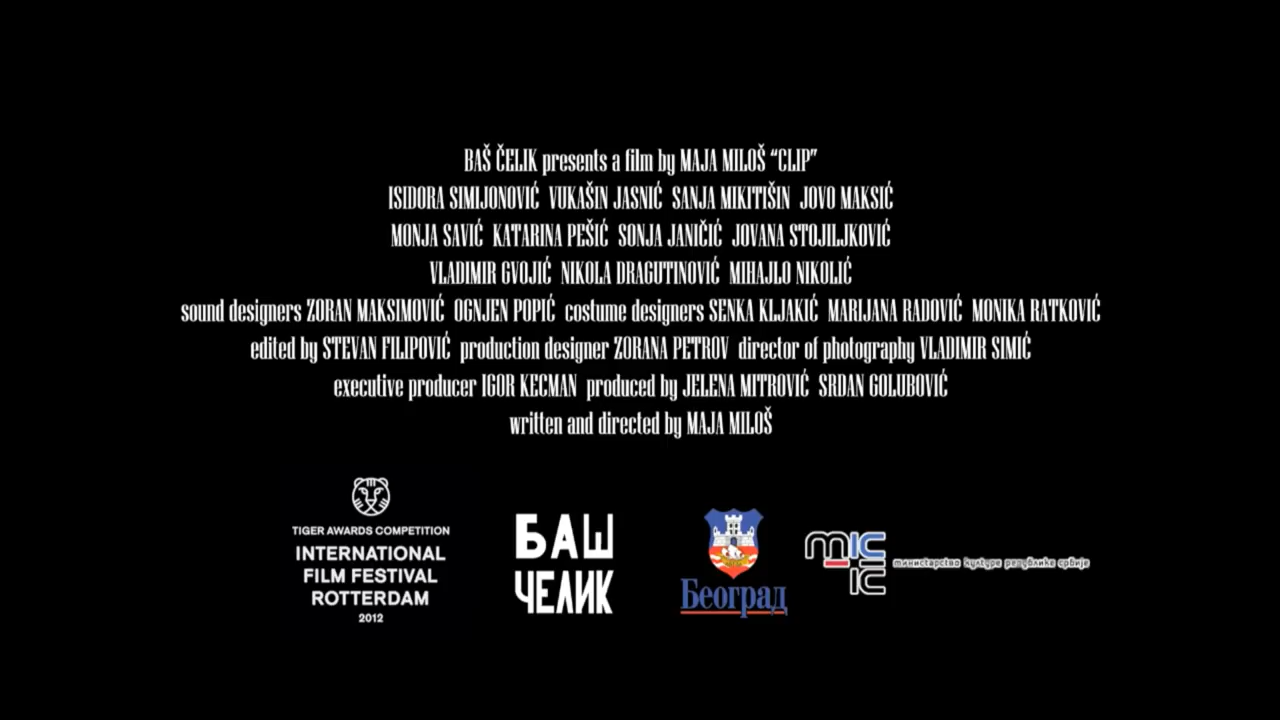 BAŠ ČELIK presents a film by MAJA MILOŠ “CLIP”
ISIDORA SIMIJONOVIĆ VUKAŠIN JASNIĆ SANJA MIKITIŠIN JOVO MAKSIĆ
MONJA SAVIĆ KATARINA PEŠIĆ SONJA JANIČIĆ JOVANA STOJILJKOVIĆ
VLADIMIR GVOJIĆ NIKOLA DRAGUTINOVIĆ MIHAJLO NIKOLIĆ
sound designers ZORAN MAKSIMOVIĆ OGNJEN POPIĆ costume designers SENKA KLJAKIĆ MARIJANA RADOVIĆ MONIKA RATKOVIĆ
edited by STEVAN FILIPOVIĆ production designer ZORANA PETROV director of photography VLADIMIR SIMIĆ
executive producer IGOR KECMAN produced by JELENA MITROVIĆ SRDAN GOLUBOVIĆ
written and directed by MAJA MILOŠ
TIGER AWARDS COMPETITION
INTERNATIONAL
FILM FESTIVAL
ROTTERDAM
2012
БАШ
ЧЕЛИК
Београд
министарство културе републике србије